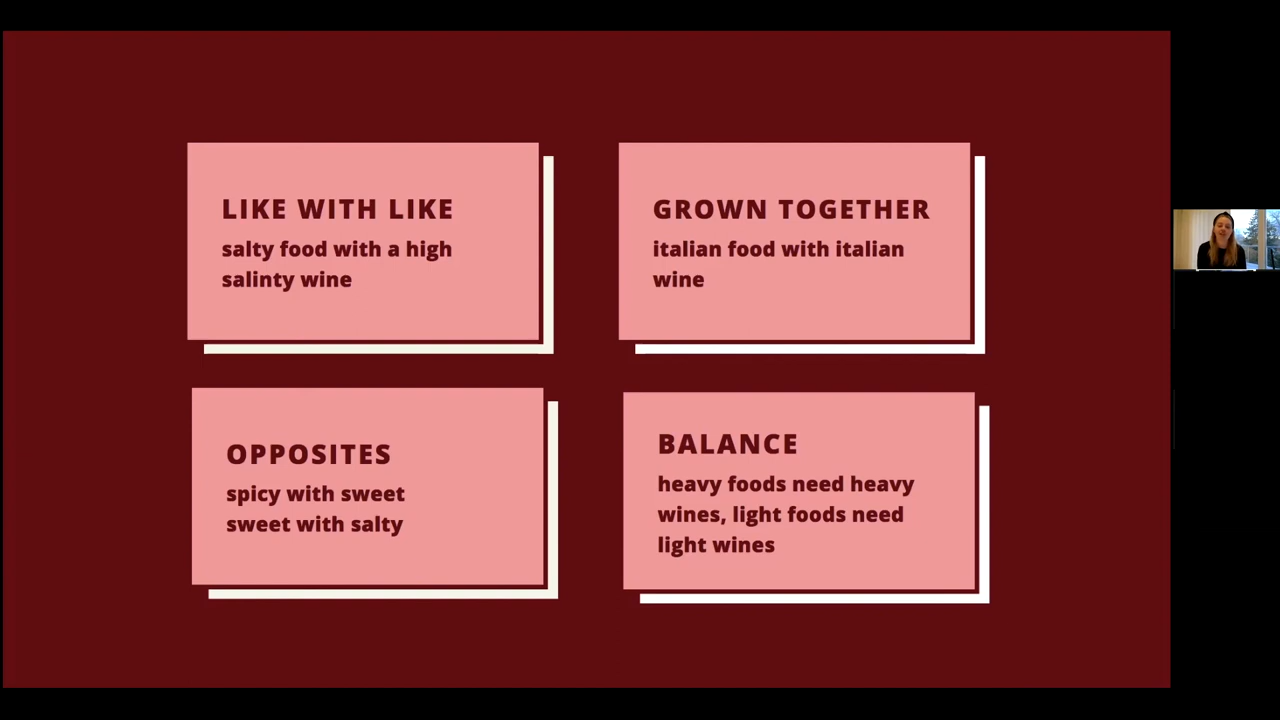 LIKE WITH LIKE
salty food with a high
salinty wine
GROWN TOGETHER
italian food with italian
wine
OPPOSITES
spicy with sweet
sweet with salty
BALANCE
heavy foods need heavy
wines, light foods need
light wines